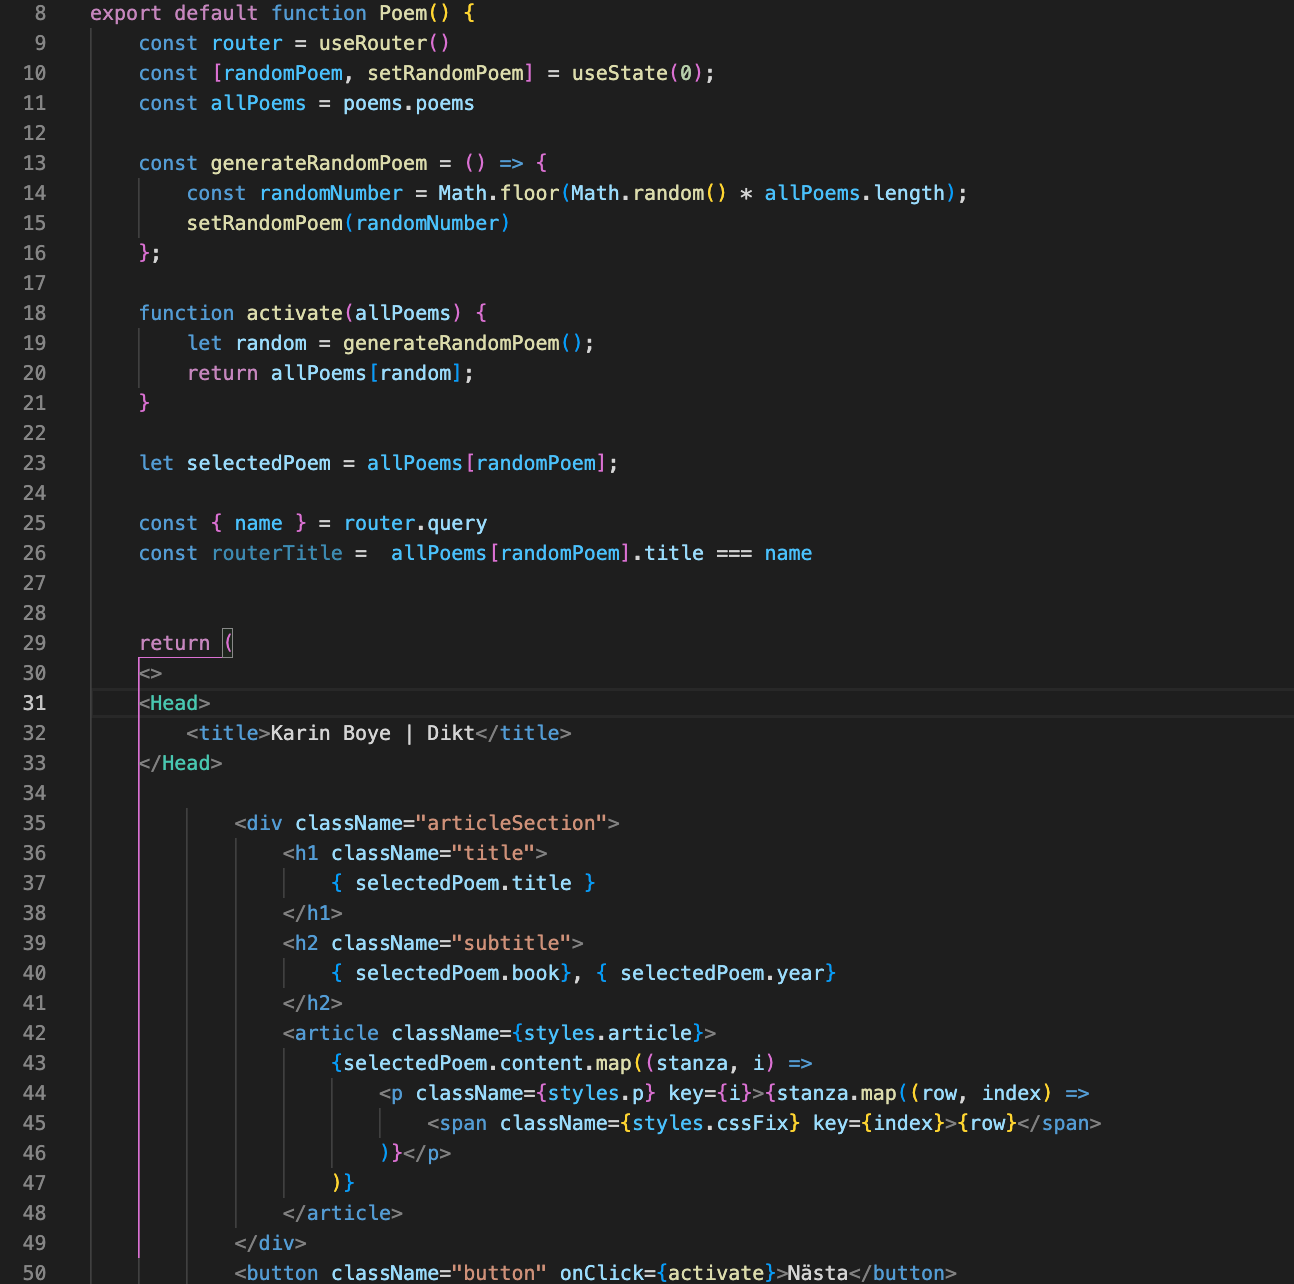 8 export default function Poem() {
9 const router = useRouter()
10 const [randomPoem, setRandomPoem] = useState(0);
11 const allPoems = poems.poems
12
13 const generateRandomPoem = () => {
14 const randomNumber = Math.floor(Math.random() * allPoems.length);
15 setRandomPoem(randomNumber)
16 };
17
18 function activate(allPoems) {
19 let random = generateRandomPoem();
20 return allPoems[random];
21 }
22
23 let selectedPoem = allPoems[randomPoem];
24
25 const { name } = router.query
26 const routerTitle =  allPoems[randomPoem].title === name
27
28
29 return (
30 <>
31 <Head>
32 <title>Karin Boye | Dikt</title>
33 </Head>
34
35 <div className="articleSection">
36 <h1 className="title">
37 { selectedPoem.title }
38 </h1>
39 <h2 className="subtitle">
40 { selectedPoem.book}, { selectedPoem.year}
41 </h2>
42 <article className={styles.article}>
43 {selectedPoem.content.map((stanza, i) =>
44 <p className={styles.p} key={i}>{stanza.map((row, index) =>
45 <span className={styles.cssFix} key={index}>{row}</span>
46 )}</p>
47 )}
48 </article>
49 </div>
50 <button className="button" onClick={activate}>Nästa</button>